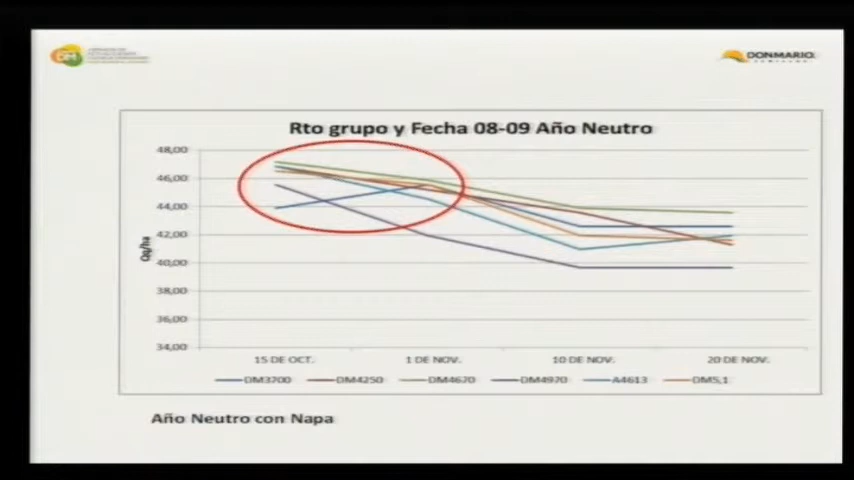 DONMARIO
Rto grupo y Fecha 08-09 Año Neutro
48,00
46,00
44,00
42,00
40,00
38,00
36,00
34,00
Qq/ha
15 DE OCT. 1 DE NOV. 10 DE NOV. 20 DE NOV.
DM3700 DM4250 DM4670 DM4970 A4613 DM5,1
Año Neutro con Napa